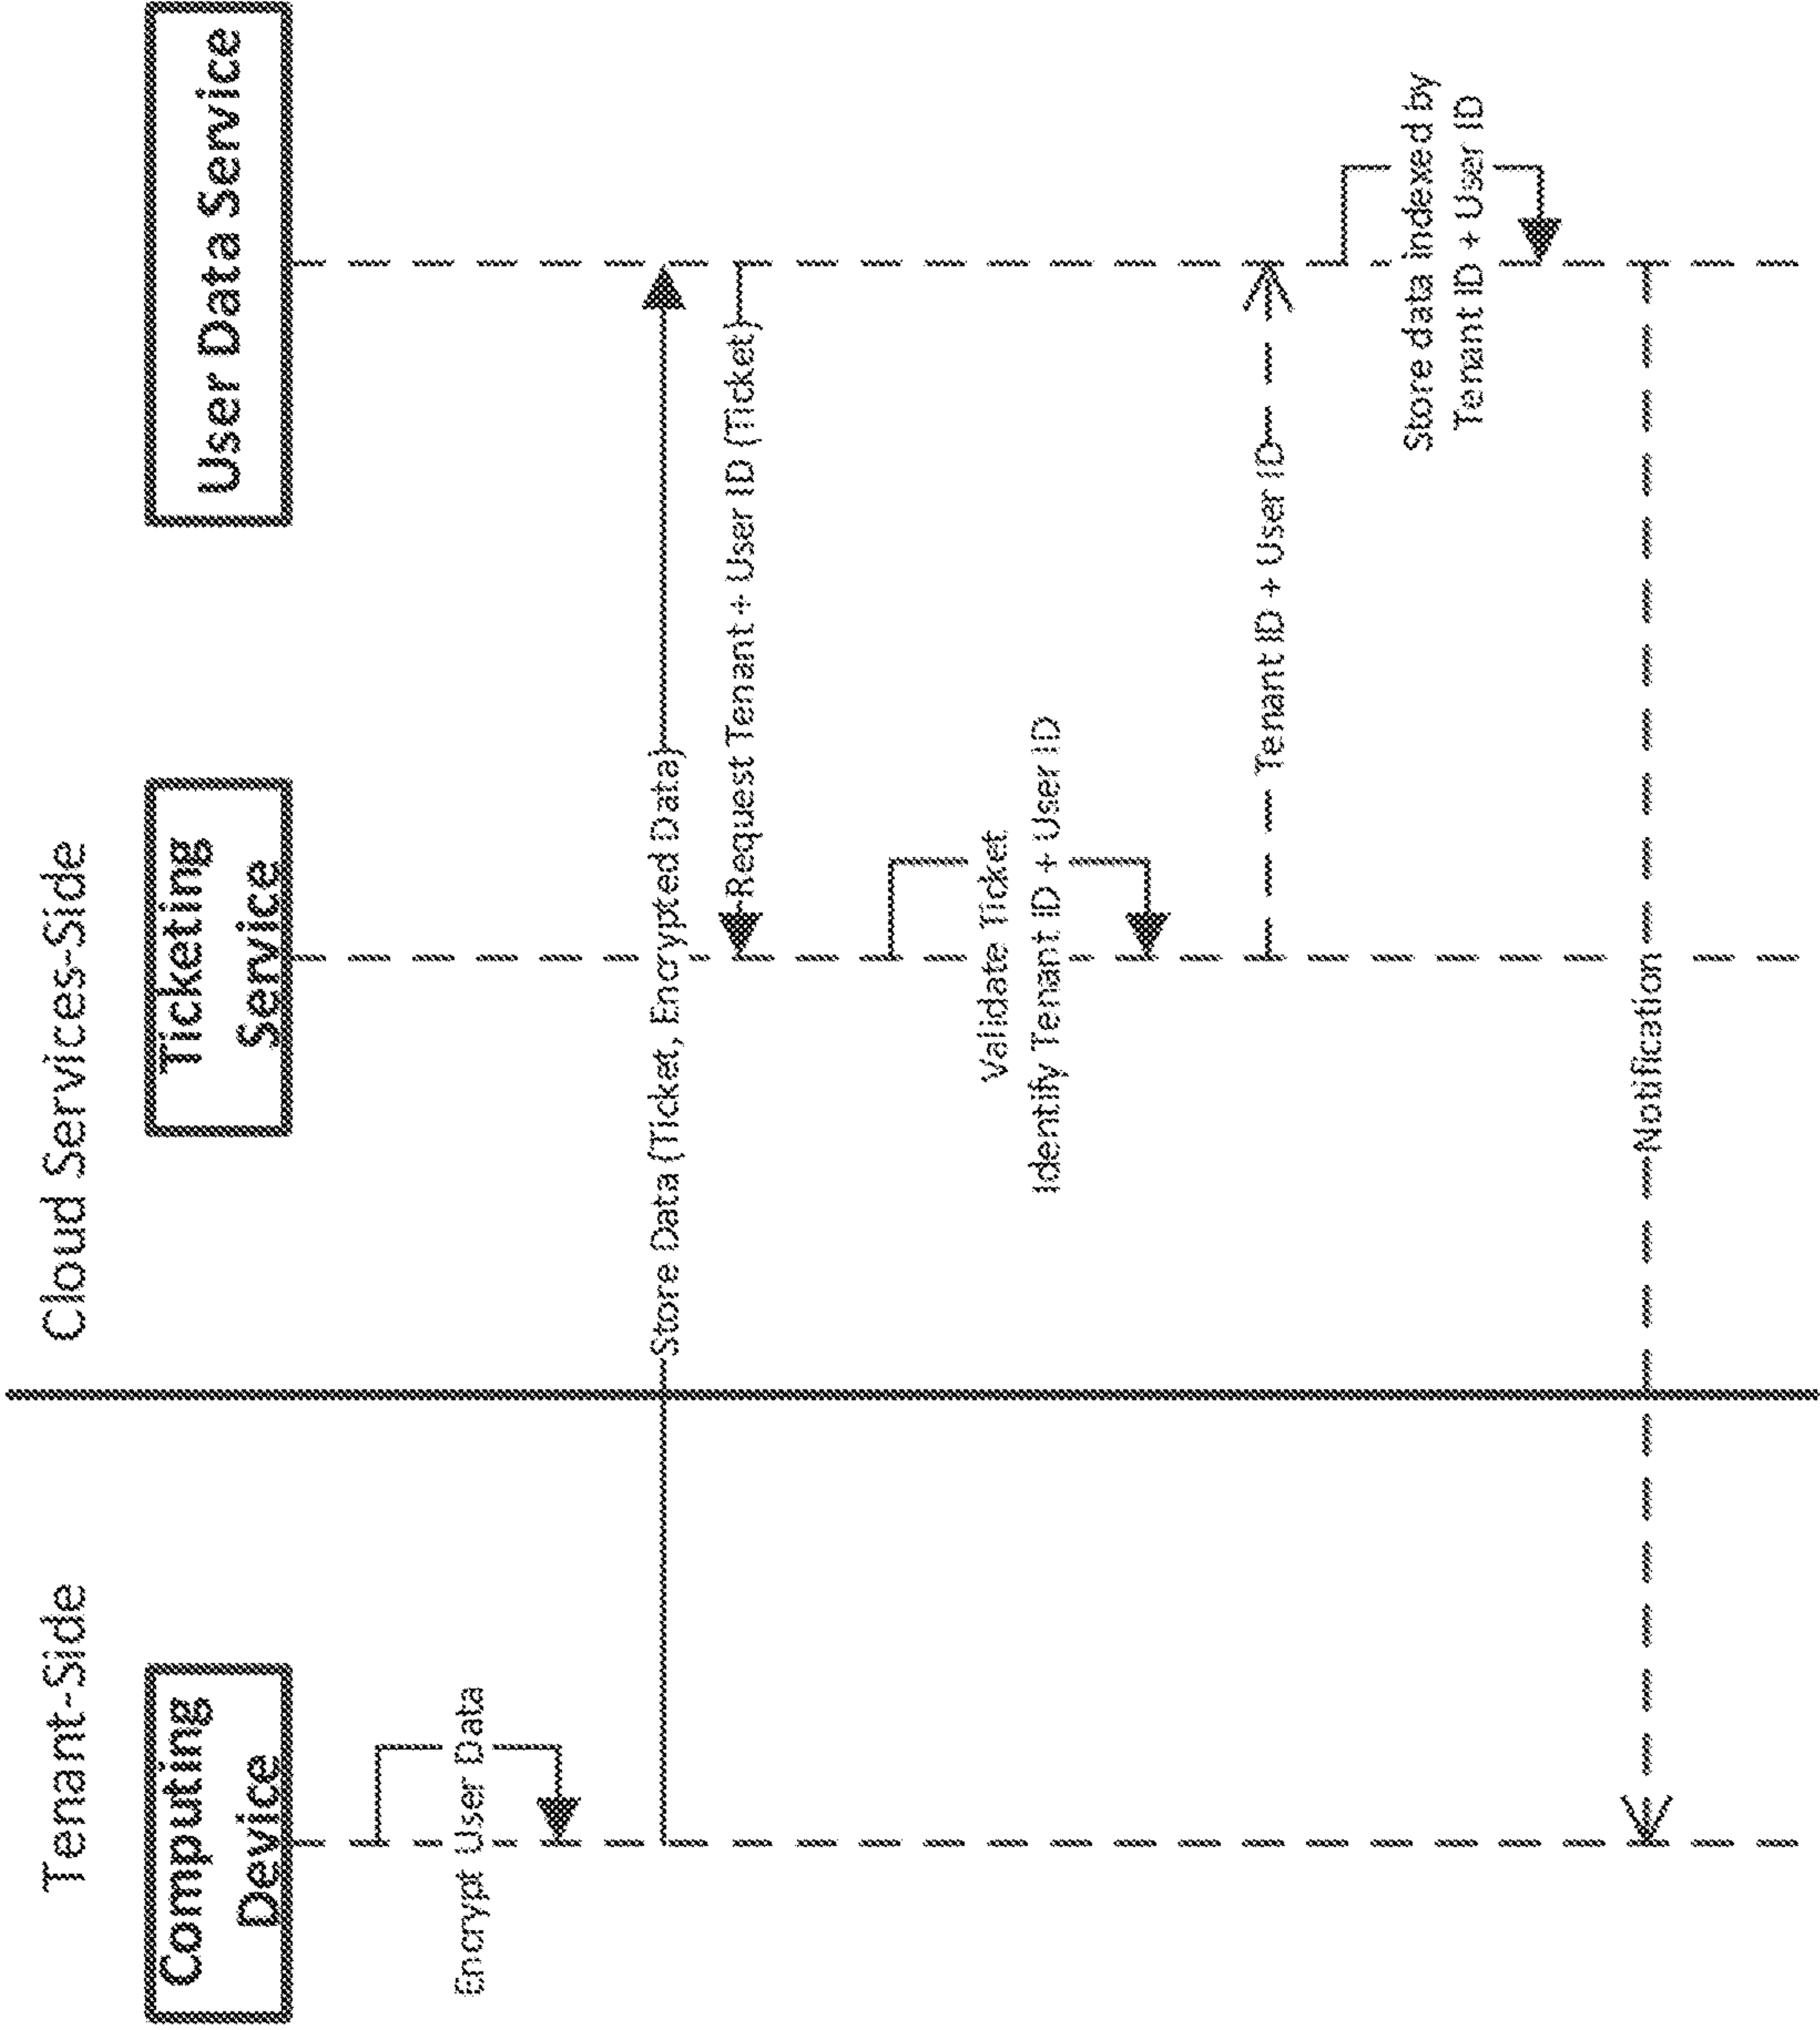 Tenant-Side
Cloud Services-Side
Computing
Device
Ticketing
Service
User Data Service
Encrypt User Data
Store Data (Ticket, Encrypted Data)
Request Tenant + User ID (Ticket)
Validate Ticket
Identify Tenant ID + User ID
Tenant ID + User ID
Store data indexed by
Tenant ID + User ID
Notification